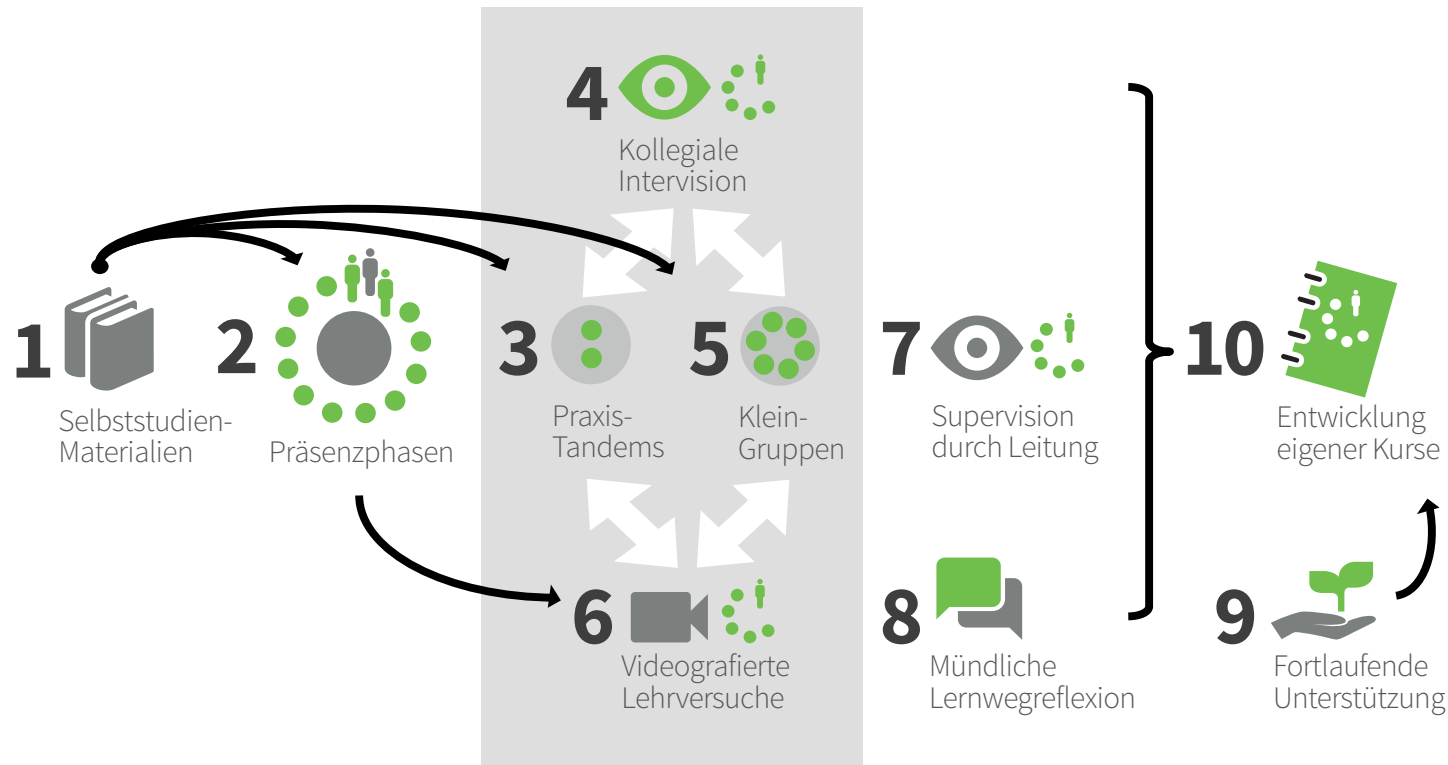 1
Selbststudien-
Materialien
2
Präsenzphasen
3
Praxis-
Tandems
4
Kollegiale
Intervision
5
Klein-
Gruppen
6
Videografierte
Lehrversuche
7
Supervision
durch Leitung
8
Mündliche
Lernwegreflexion
9
Fortlaufende
Unterstützung
10
Entwicklung
eigener Kurse